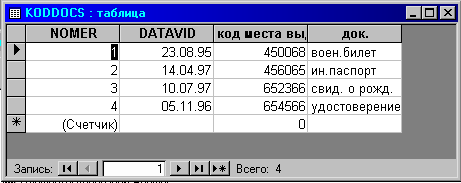 KODDOCS : таблица
NOMER DATAVID код места вы, док.
1 23.08.95 450068 воен.билет
2 14.04.97 456065 ин.паспорт
3 10.07.97 652366 свид. о рожд.
4 05.11.96 654566 удостоверение
(Счетчик) 0
Запись: 1 Всего: 4